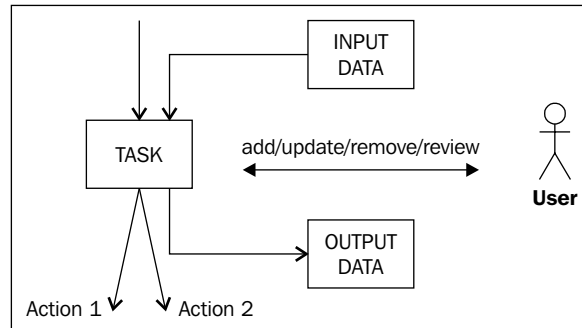 INPUT
DATA
TASK
add/update/remove/review
User
OUTPUT
DATA
Action 1
Action 2